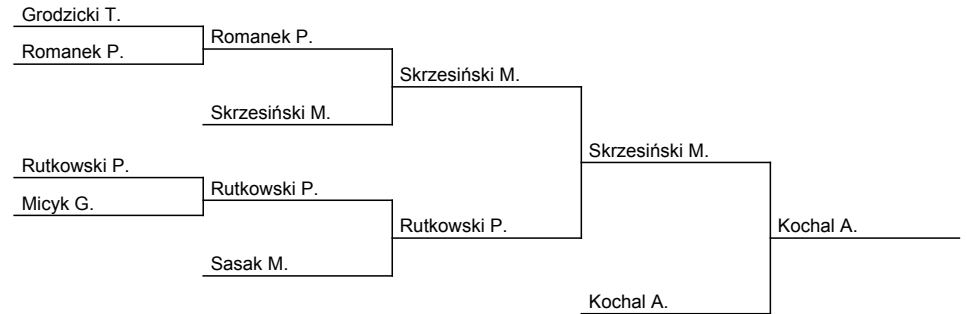 Grodzicki T.
Romanek P.
Romanek P.
Skrzesiński M.
Skrzesiński M.
Skrzesiński M.
Rutkowski P.
Rutkowski P.
Micyk G.
Rutkowski P.
Kochal A.
Sasak M.
Kochal A.